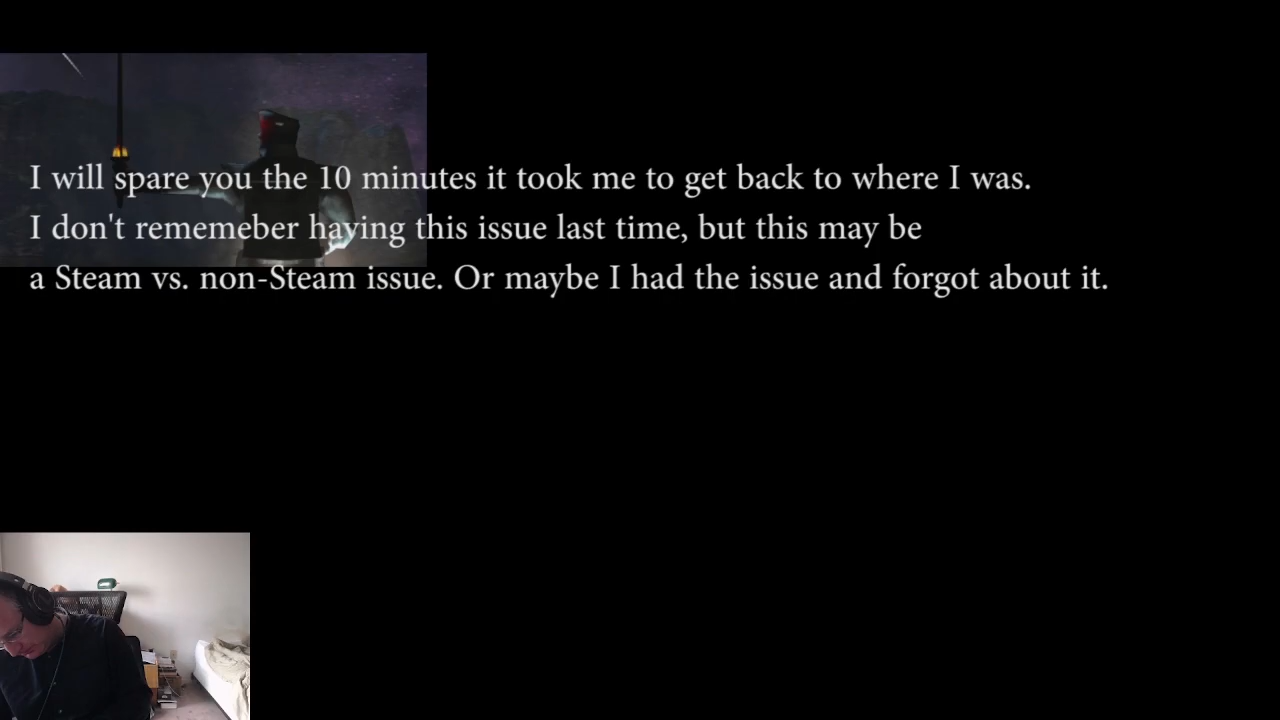 I will spare you the 10 minutes it took me to get back to where I was.
I don't rememeber having this issue last time, but this may be
a Steam vs. non-Steam issue. Or maybe I had the issue and forgot about it.